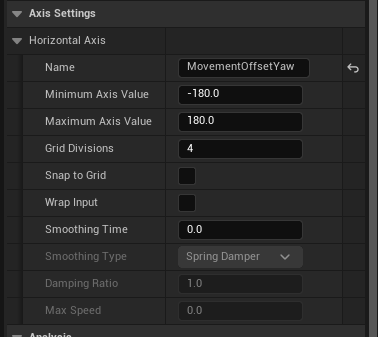 Axis Settings
Horizontal Axis
Name MovementOffsetYaw
Minimum Axis Value -180.0
Maximum Axis Value 180.0
Grid Divisions 4
Snap to Grid
Wrap Input
Smoothing Time 0.0
Smoothing Type Spring Damper
Damping Ratio 1.0
Max Speed 0.0
Analysis